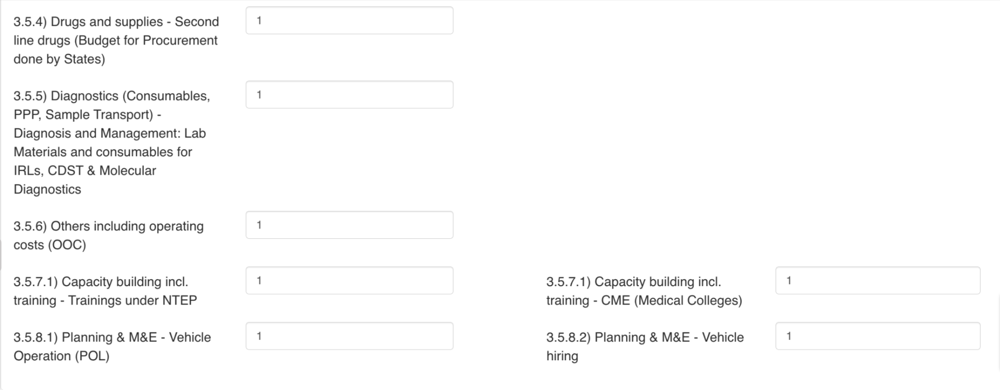 3.5.4) Drugs and supplies - Second
line drugs (Budget for Procurement
done by States)
1
3.5.5) Diagnostics (Consumables,
PPP, Sample Transport) -
Diagnosis and Management: Lab
Materials and consumables for
IRLs, CDST & Molecular
Diagnostics
1
3.5.6) Others including operating
costs (OOC)
1
3.5.7.1) Capacity building incl.
training - Trainings under NTEP
1
3.5.7.1) Capacity building incl.
training - CME (Medical Colleges)
1
3.5.8.1) Planning & M&E - Vehicle
Operation (POL)
1
3.5.8.2) Planning & M&E - Vehicle
hiring
1